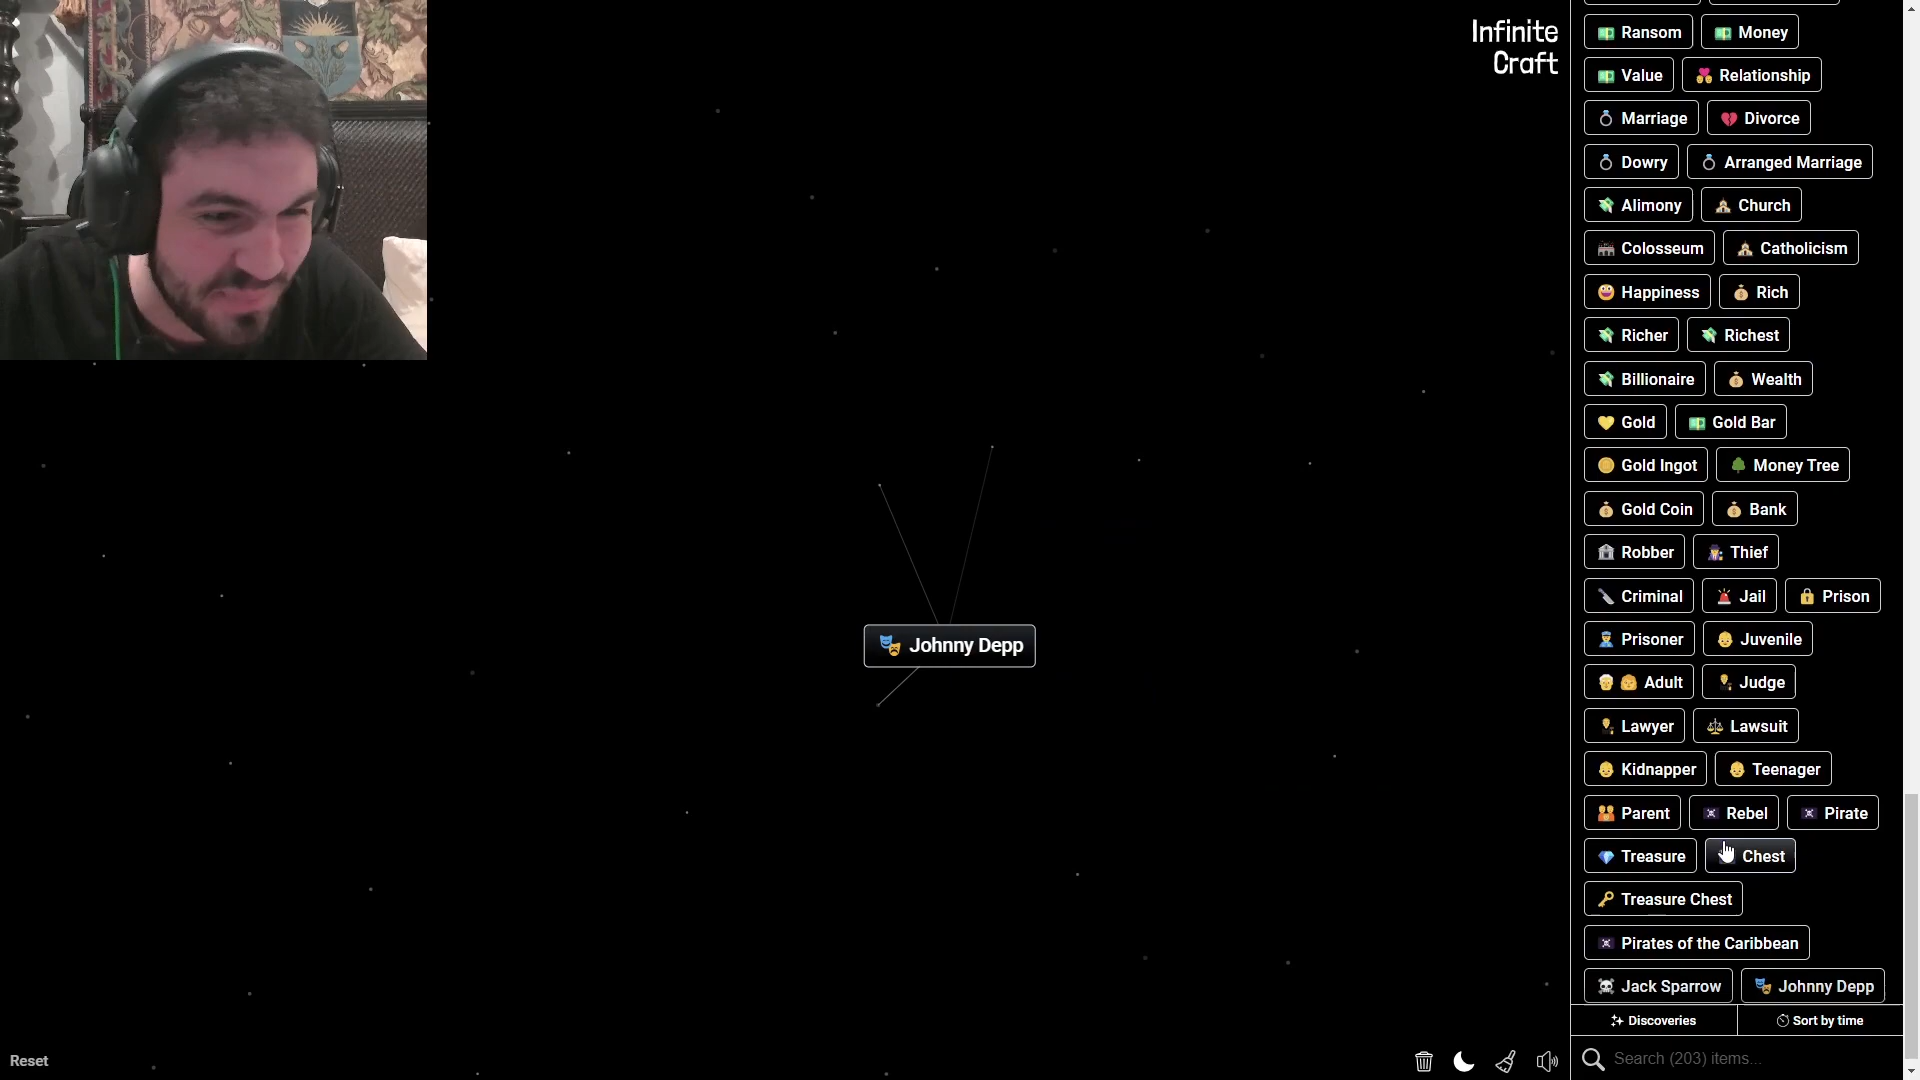 Infinite
Craft
Ransom Money
Value Relationship
Marriage Divorce
Dowry Arranged Marriage
Alimony Church
Colosseum Catholicism
Happiness Rich
Richer Richest
Billionaire Wealth
Gold Gold Bar
Gold Ingot Money Tree
Gold Coin Bank
Robber Thief
Criminal Jail Prison
Prisoner Juvenile
Adult Judge
Lawyer Lawsuit
Kidnapper Teenager
Parent Rebel Pirate
Treasure Chest
Treasure Chest
Pirates of the Caribbean
Jack Sparrow Johnny Depp
Johnny Depp
Discoveries Sort by time
Search (203) items...
Reset